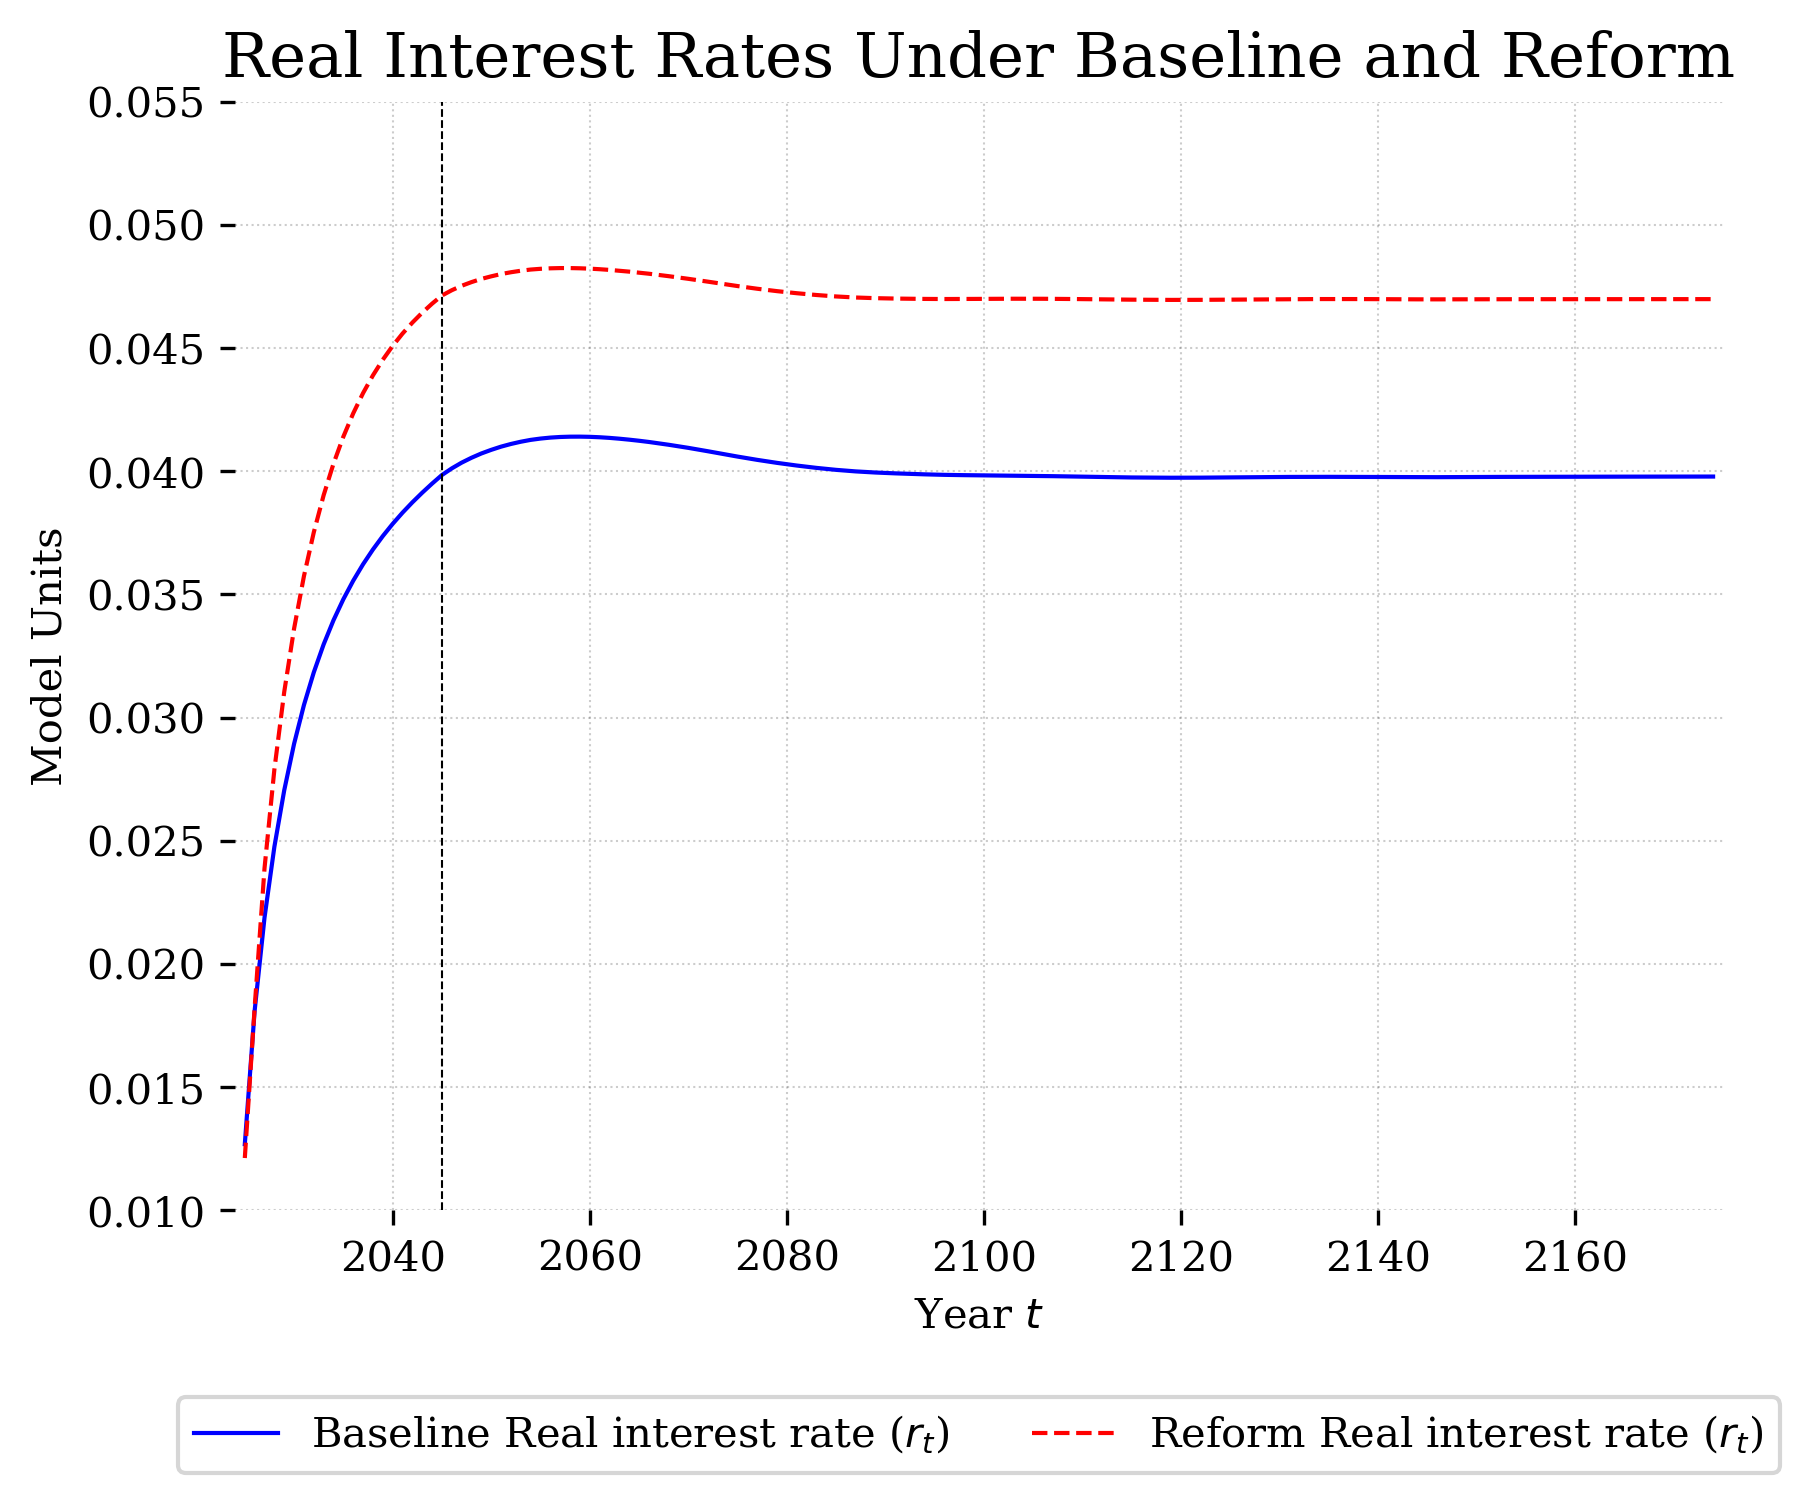 Real Interest Rates Under Baseline and Reform
0.055
0.050
0.045
0.040
0.035
0.030
0.025
0.020
0.015
0.010
Model Units
2040 2060 2080 2100 2120 2140 2160
Year t
Baseline Real interest rate (rₜ) Reform Real interest rate (rₜ)